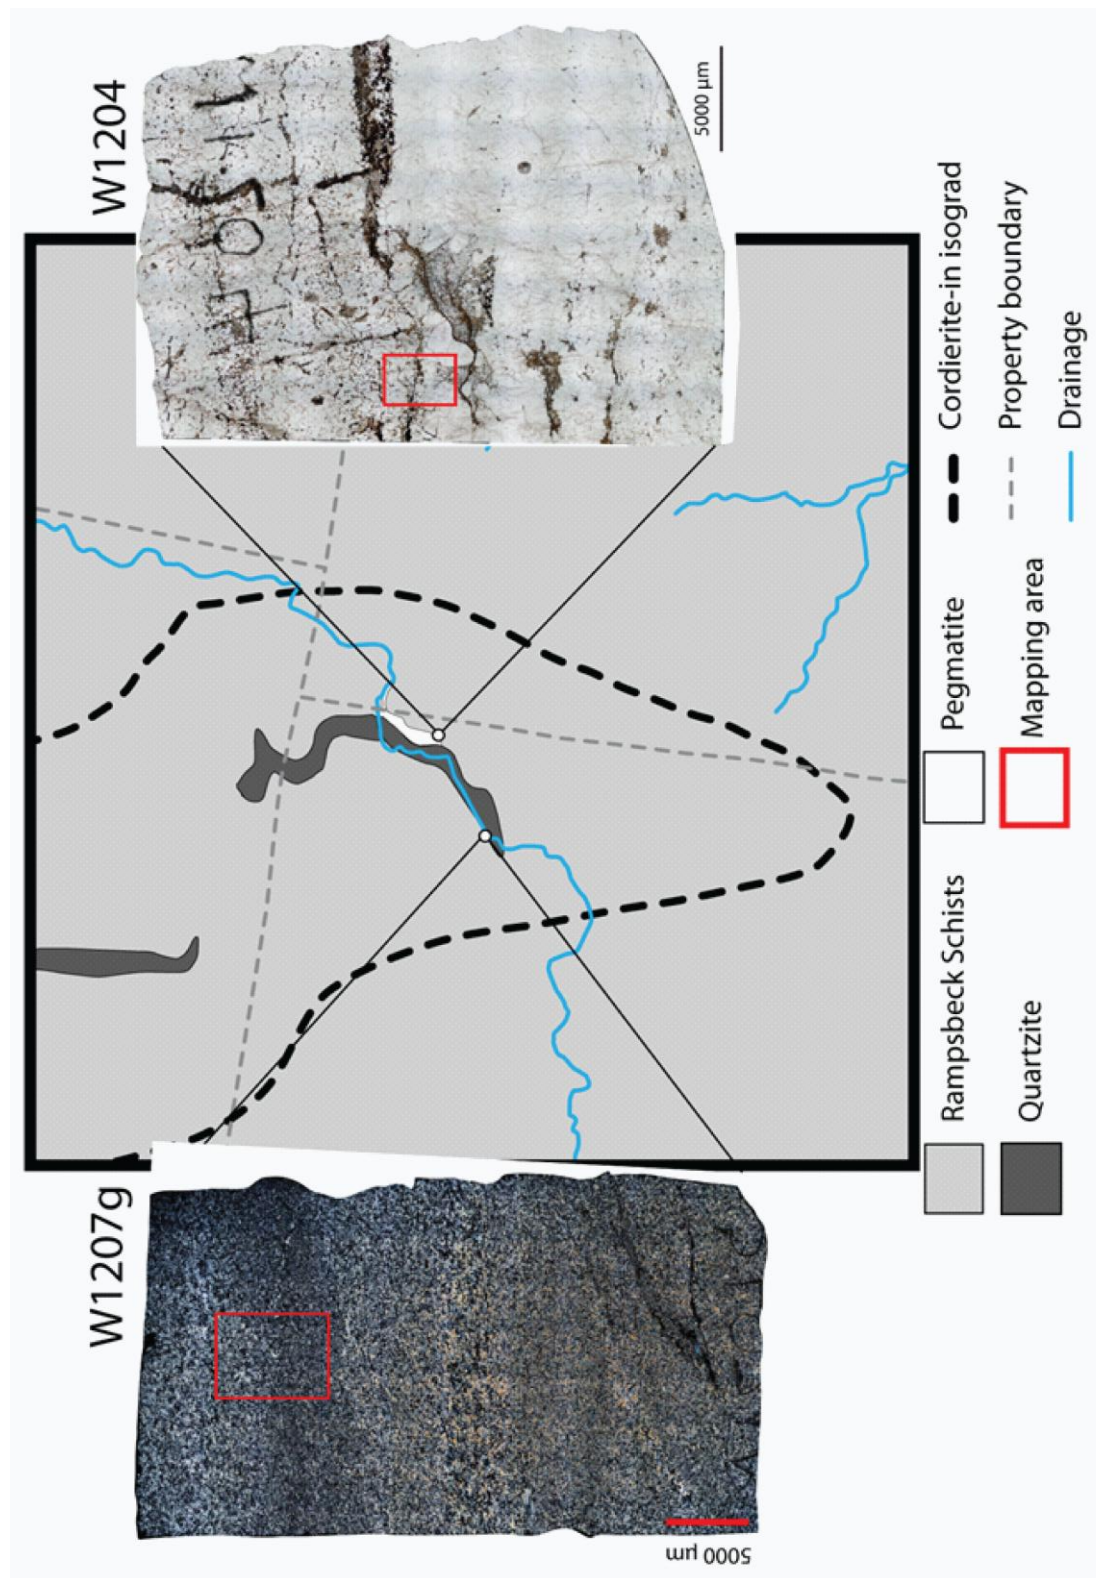 W1207g
W1204
5000 µm
5000 µm
Rampsbeck Schists
Pegmatite
Cordierite-in isograd
Quartzite
Mapping area
Property boundary
Drainage